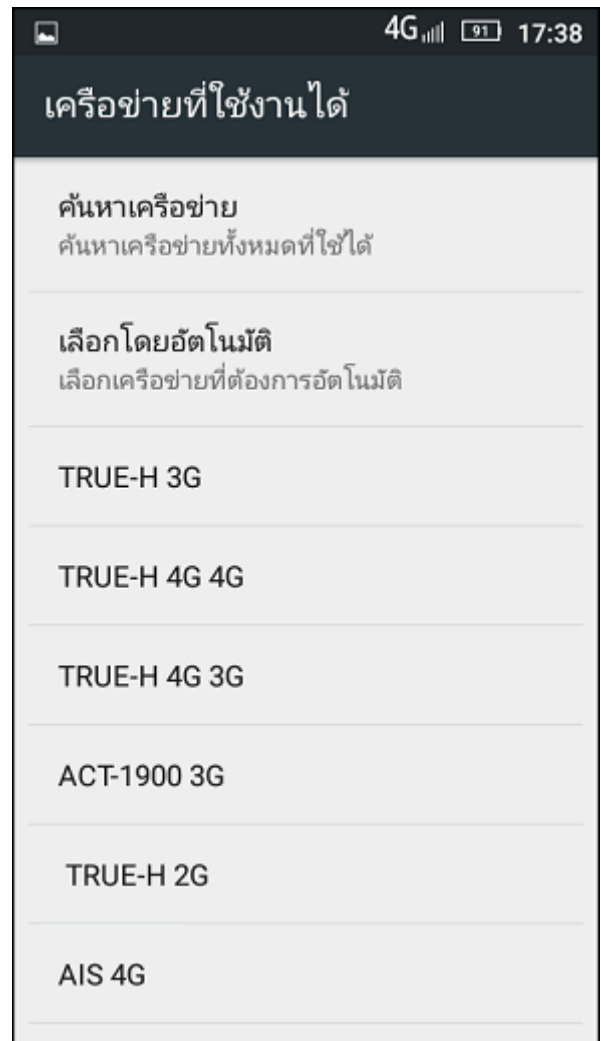 4G 91 17:38
เครือข่ายที่ใช้งานได้
ค้นหาเครือข่าย
ค้นหาเครือข่ายทั้งหมดที่ใช้ได้
เลือกโดยอัตโนมัติ
เลือกเครือข่ายที่ต้องการอัตโนมัติ
TRUE-H 3G
TRUE-H 4G 4G
TRUE-H 4G 3G
ACT-1900 3G
TRUE-H 2G
AIS 4G